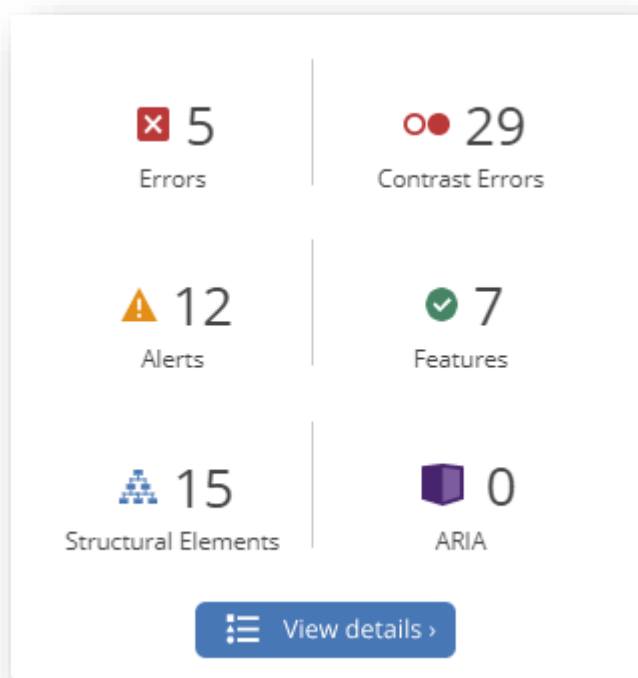 5 29
Errors Contrast Errors
12 7
Alerts Features
15 0
Structural Elements ARIA
View details ›